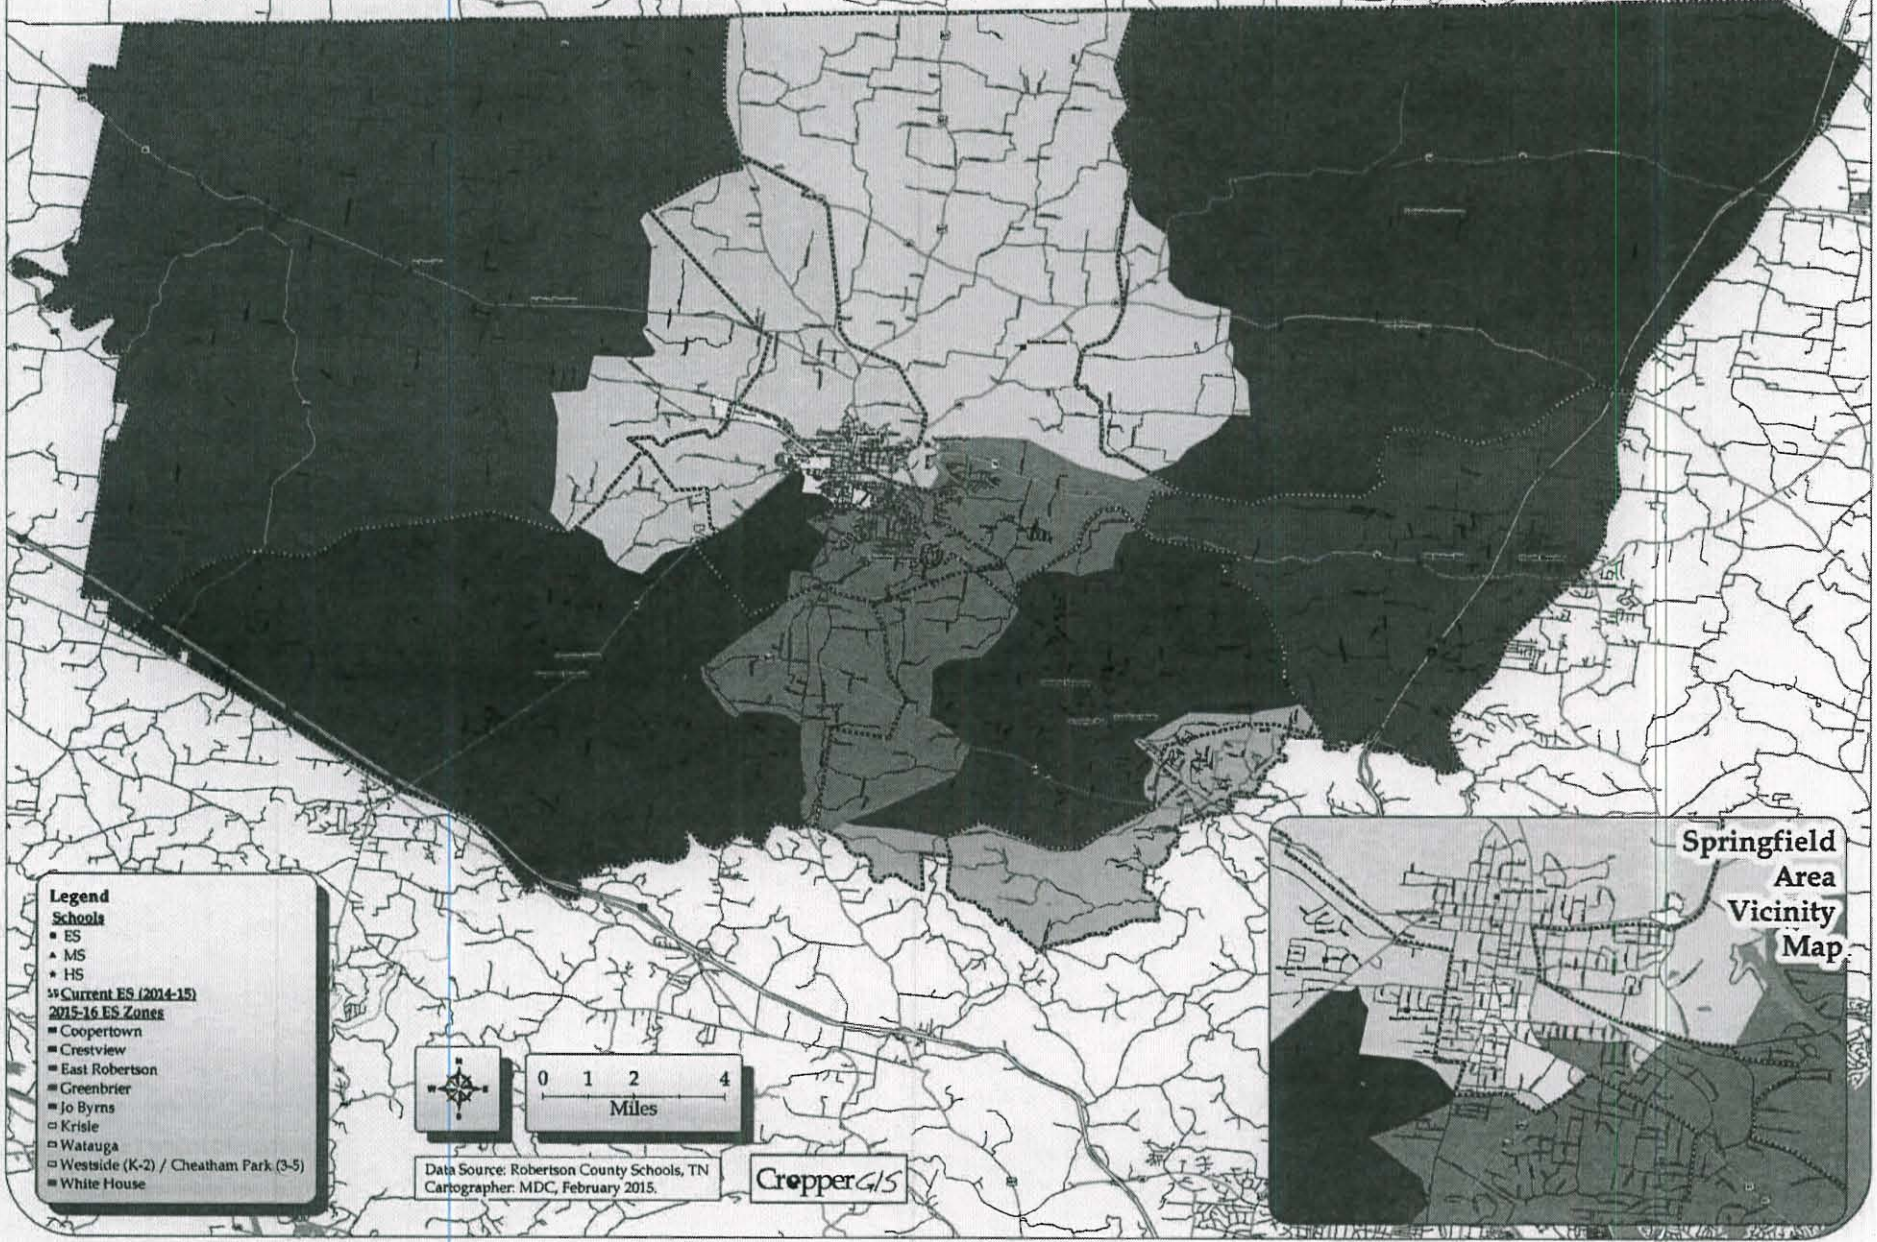 Springfield
Area
Vicinity
Map
Legend
Schools
ES
MS
HS
Current ES (2014-15)
2015-16 ES Zones
Coopertown
Crestview
East Robertson
Greenbrier
Jo Byrns
Krisle
Watauga
Westside (K-2) / Cheatham Park (3-5)
White House
N
W E
S
0 1 2 4
Miles
Data Source: Robertson County Schools, TN
Cartographer: MDC, February 2015.
Cropper GIS